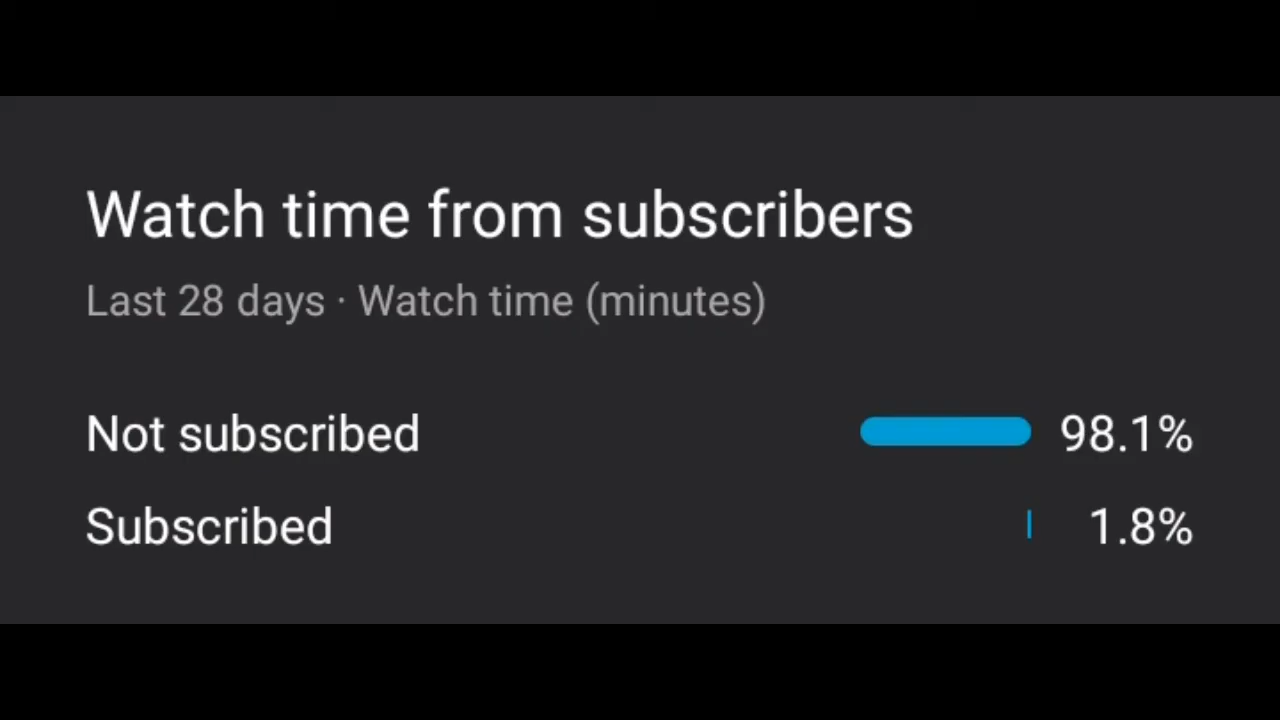 Watch time from subscribers
Last 28 days · Watch time (minutes)
Not subscribed 98.1%
Subscribed 1.8%